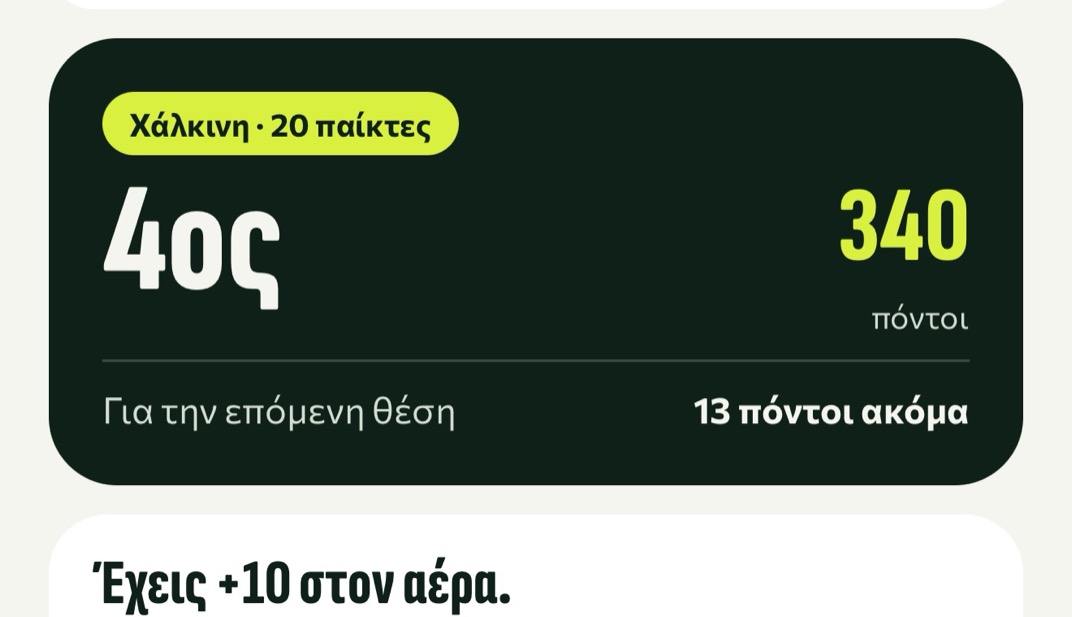 Χάλκινη · 20 παίκτες
4ος
340
πόντοι
Για την επόμενη θέση
13 πόντοι ακόμα
Έχεις +10 στον αέρα.